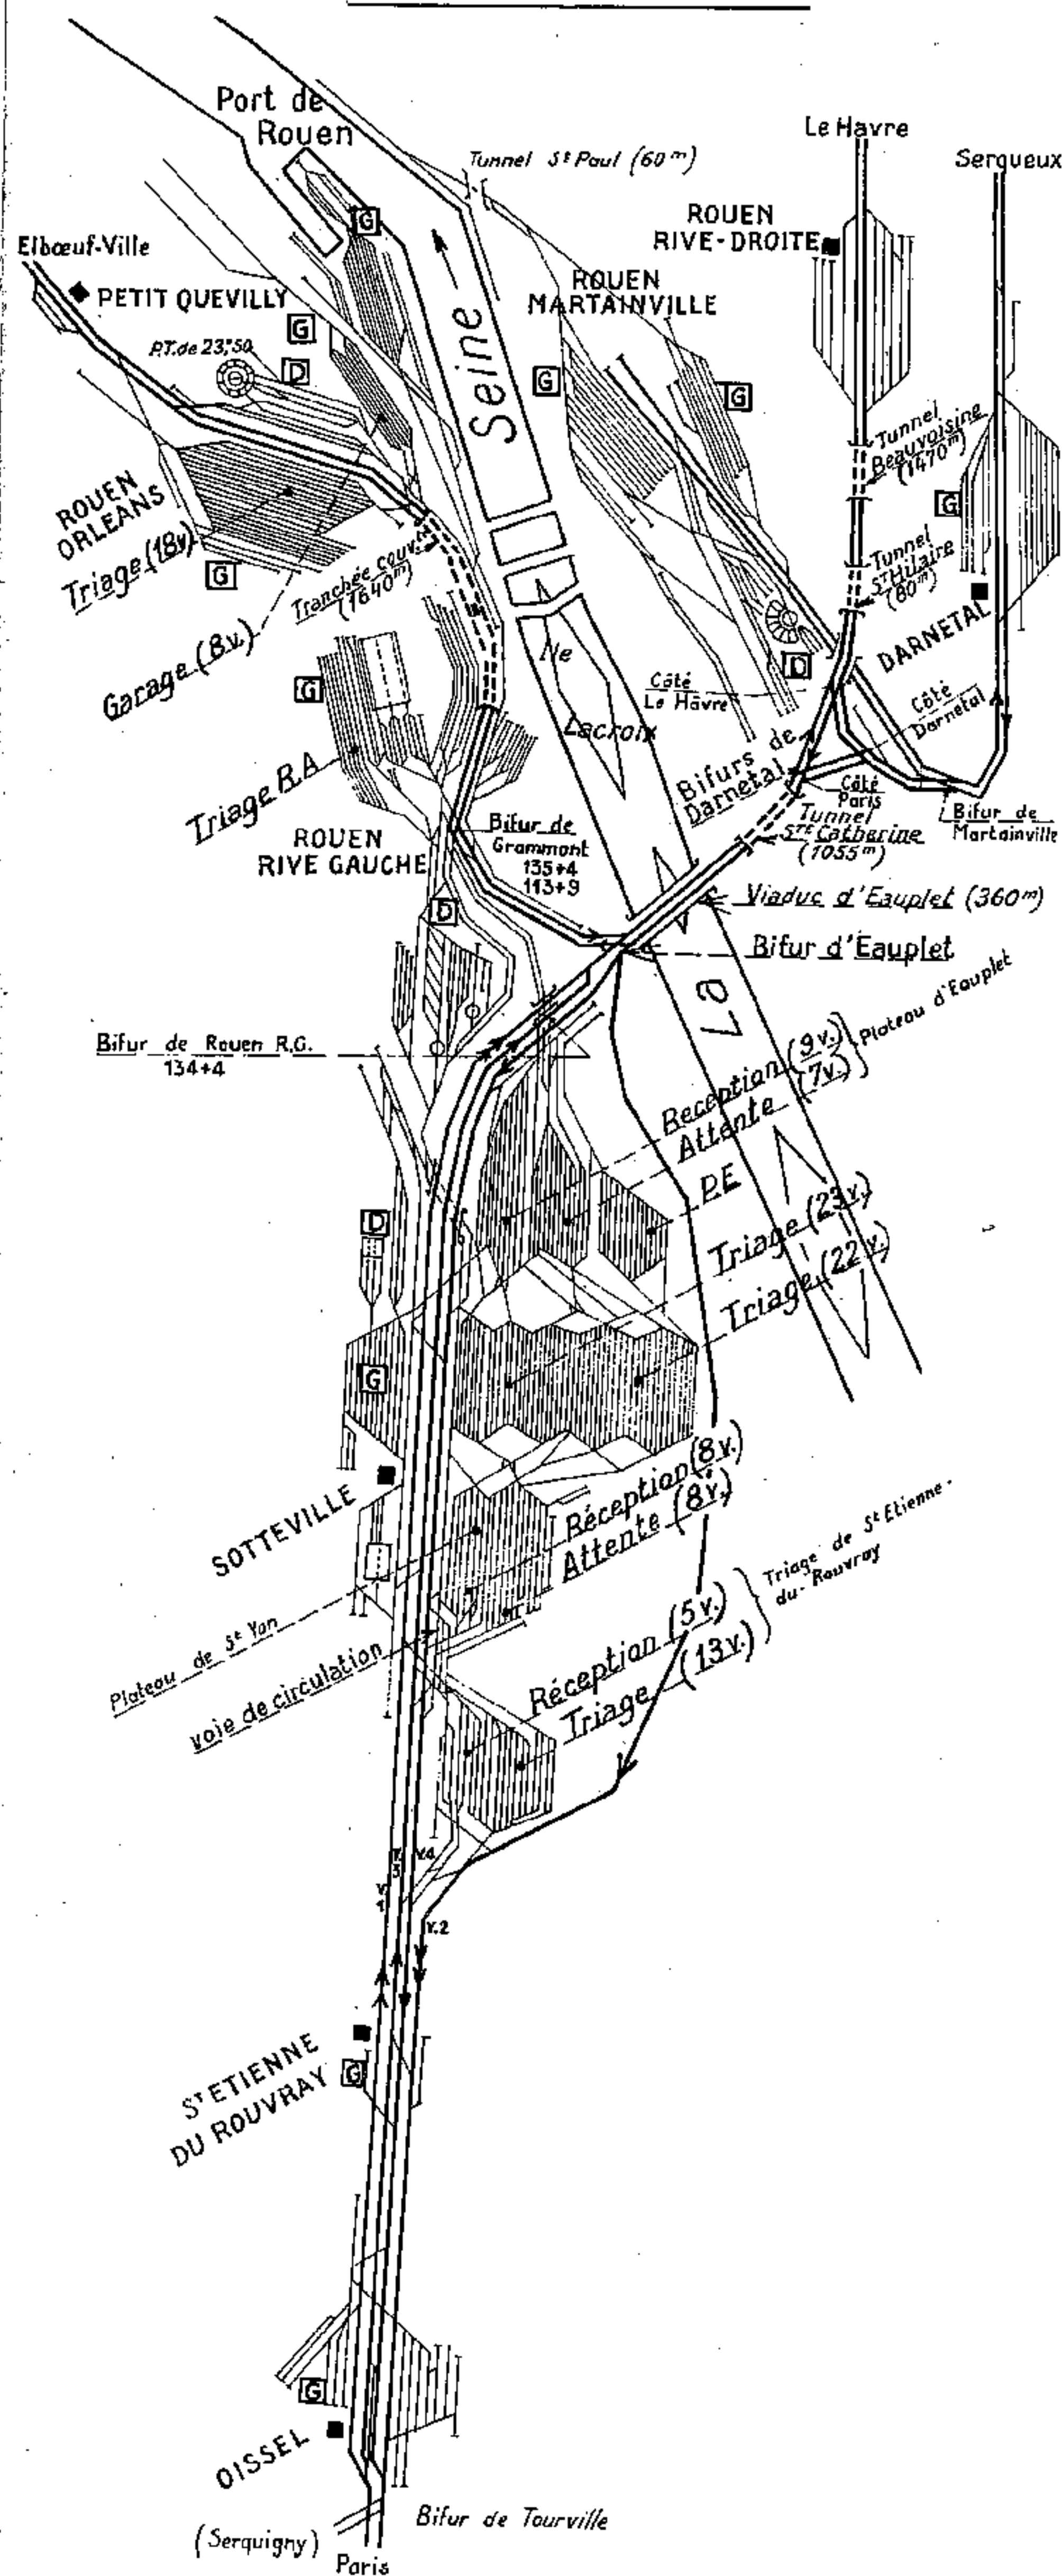 Port de
Rouen
Le Havre
Serqueux
Tunnel St Paul (60m)
G
ROUEN
RIVE-DROITE
Elbœuf-Ville
PETIT QUEVILLY
ROUEN
MARTAINVILLE
G
Seine
P.T. de 23m50
D
G
G
Tunnel
Beauvoisine
(1470m)
ROUEN
ORLEANS
Triage (18v.)
G
G
Tunnel
St Hilaire
(80m)
Tranchée couvte
(1640m)
Garage (8v.)
DARNETAL
Ile
Lacroix
G
D
Côté
Le Havre
Côté
Darnetal
Triage R.A
Bifurs de
Darnetal
Côté
Paris
Bifur de
Martainville
Tunnel
STE Catherine
(1055m)
ROUEN
RIVE GAUCHE
Bifur de
Grammont
135+4
113+9
Viaduc d'Eauplet (360m)
D
Bifur d'Eauplet
La
Bifur de Rouen R.G.
134+4
Reception (9v.)
Attente (7v.)
Plateau d'Eauplet
P.E
D
Triage (23v.)
Triage (22v.)
G
SOTTEVILLE
Réception (8v.)
Attente (8v.)
Plateau de St Yon
voie de circulation
Réception (5v.)
Triage (13v.)
Triage de St Etienne
du-Rouvray
V.3
V.4
V.1
V.2
ST ETIENNE
DU ROUVRAY
G
G
OISSEL
Bifur de Tourville
(Serquigny)
Paris